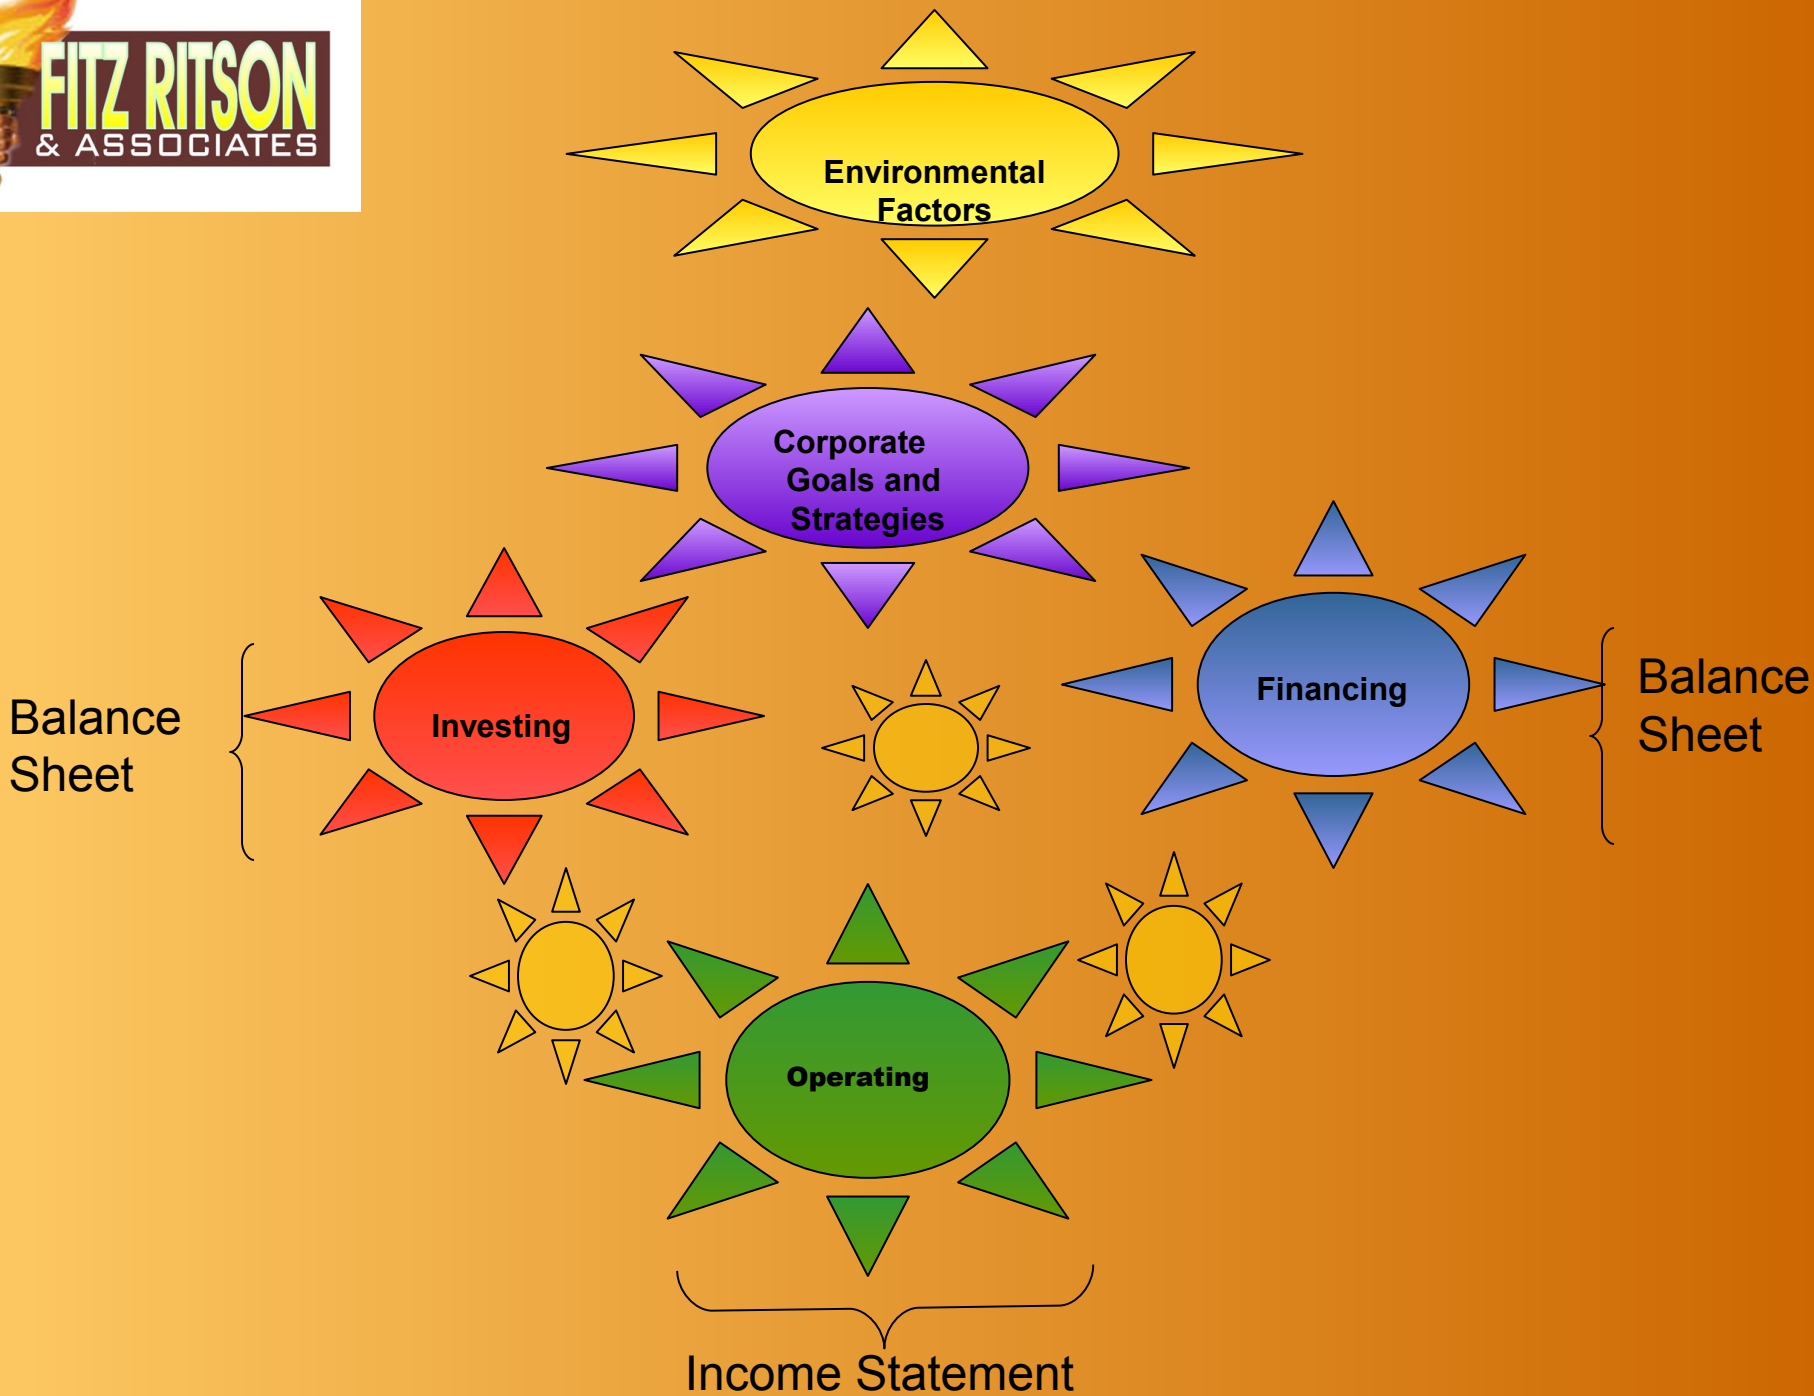 FITZ RITSON
& ASSOCIATES
Environmental
Factors
Corporate
Goals and
Strategies
Investing
Financing
Balance
Sheet
Balance
Sheet
Operating
Income Statement